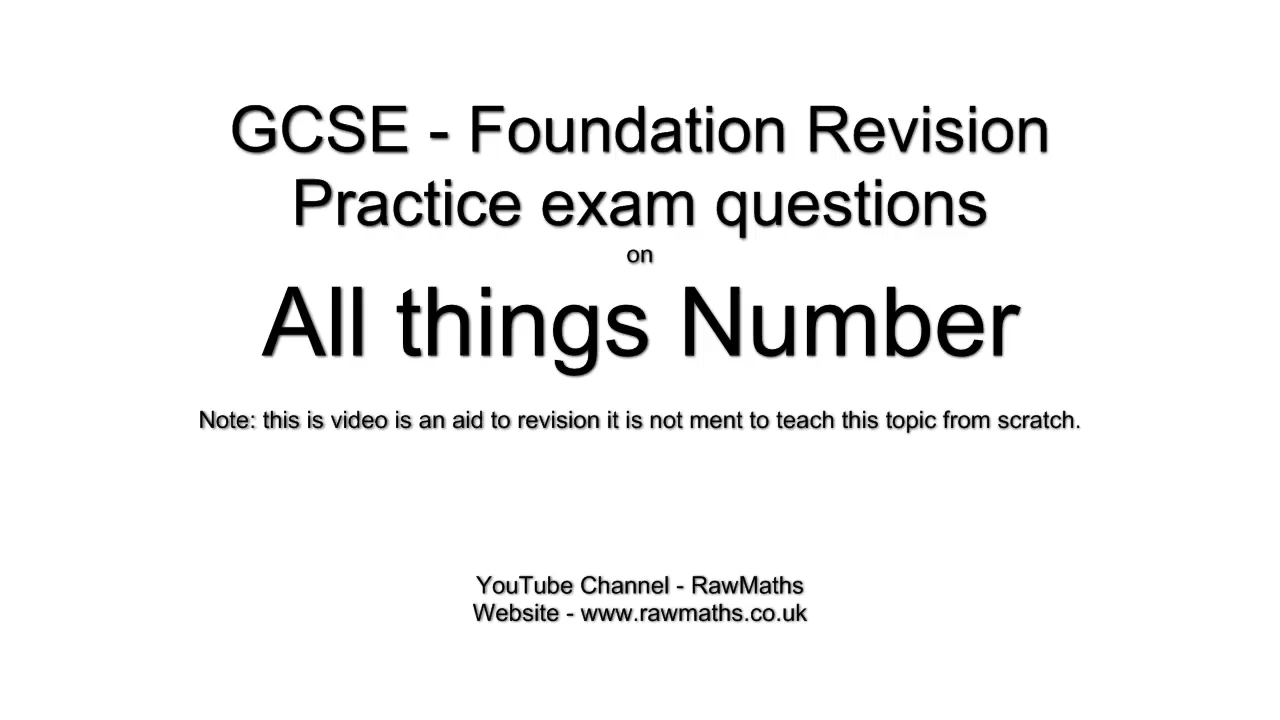 GCSE - Foundation Revision
Practice exam questions
on
All things Number
Note: this is video is an aid to revision it is not ment to teach this topic from scratch.
YouTube Channel - RawMaths
Website - www.rawmaths.co.uk